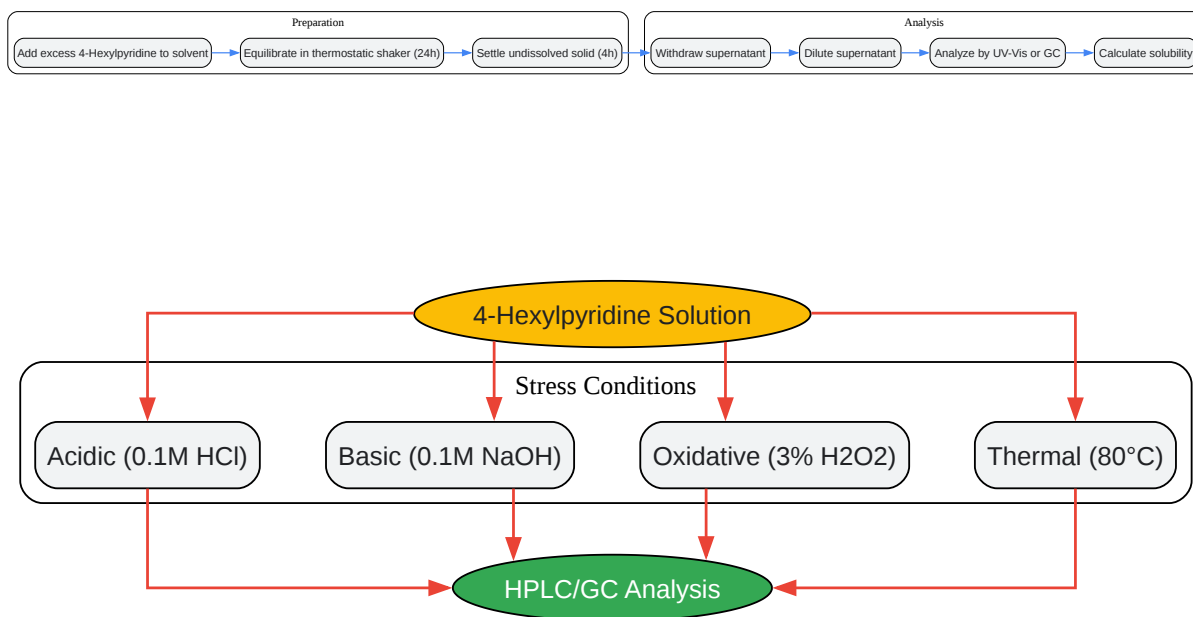 Preparation
Analysis
Add excess 4-Hexylpyridine to solvent
Equilibrate in thermostatic shaker (24h)
Settle undissolved solid (4h)
Withdraw supernatant
Dilute supernatant
Analyze by UV-Vis or GC
Calculate solubility
4-Hexylpyridine Solution
Stress Conditions
Acidic (0.1M HCl)
Basic (0.1M NaOH)
Oxidative (3% H2O2)
Thermal (80°C)
HPLC/GC Analysis